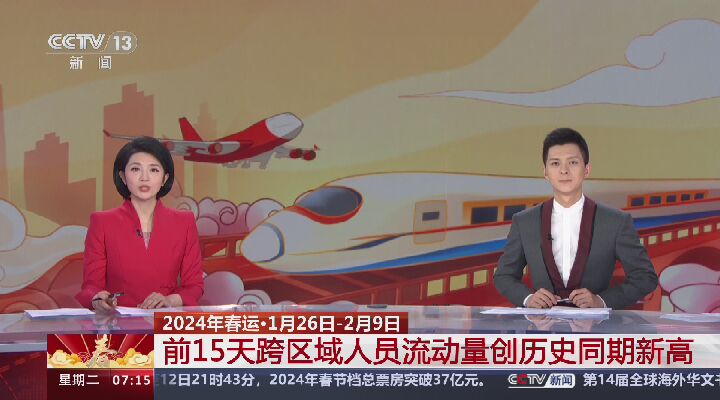 CCTV 13
新闻
2024年春运·1月26日-2月9日
前15天跨区域人员流动量创历史同期新高
春
星期二 07:15 至12日21时43分，2024年春节档总票房突破37亿元。 CCTV 新闻 第14届全球海外华文书